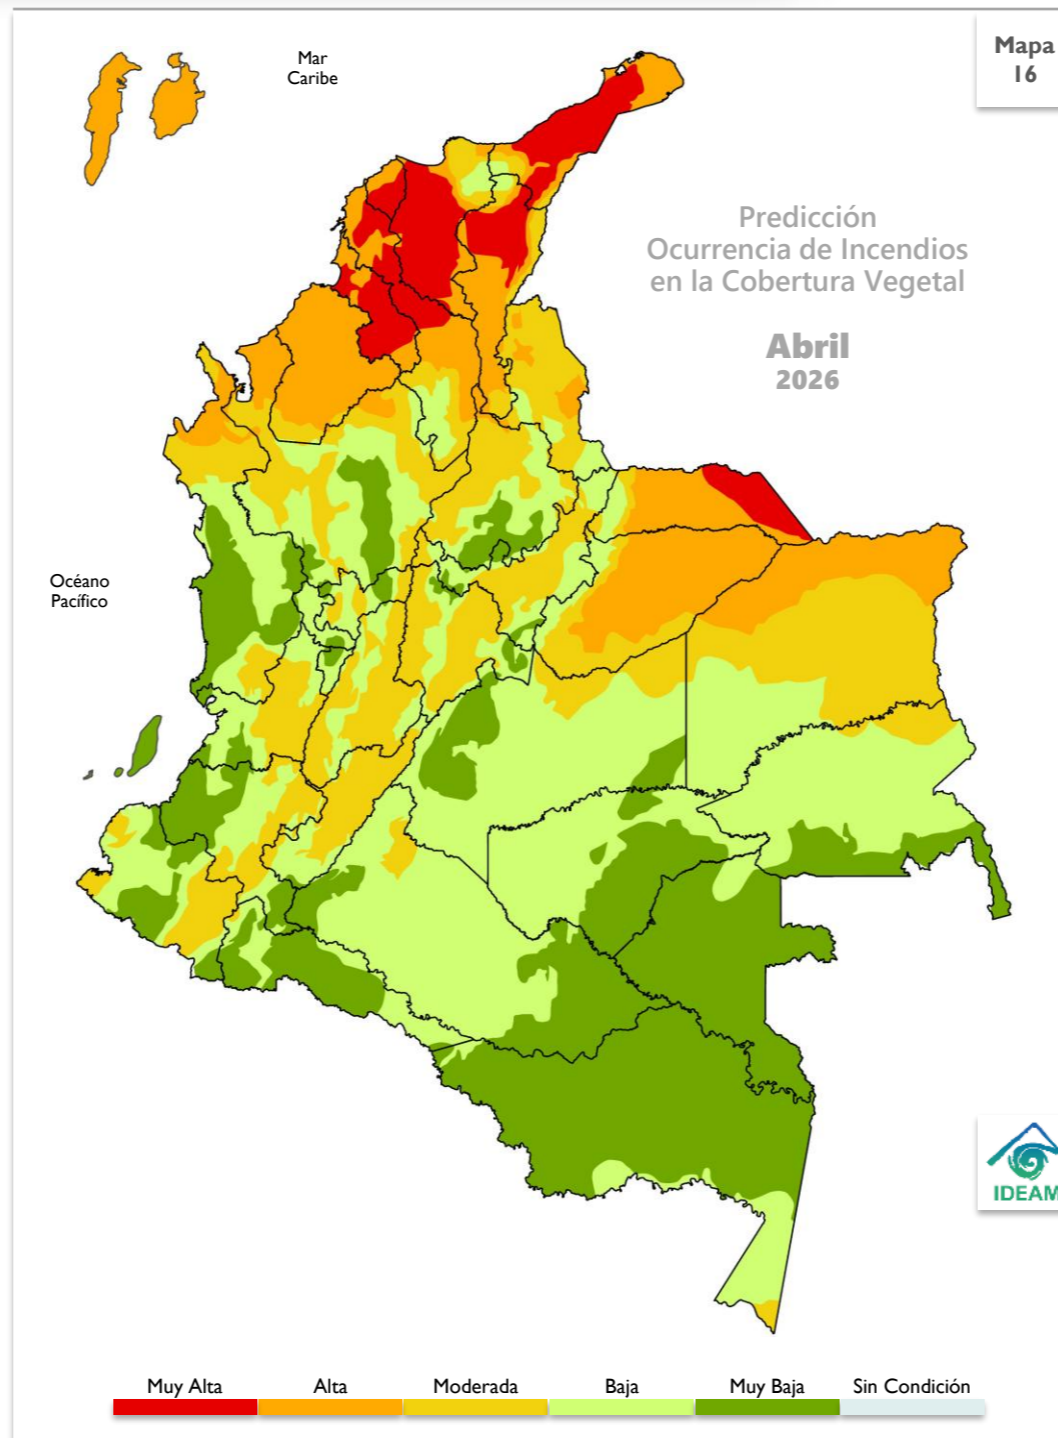 Mapa
16
Mar
Caribe
Predicción
Ocurrencia de Incendios
en la Cobertura Vegetal
Abril
2026
Océano
Pacífico
IDEAM
Muy Alta
Alta
Moderada
Baja
Muy Baja
Sin Condición